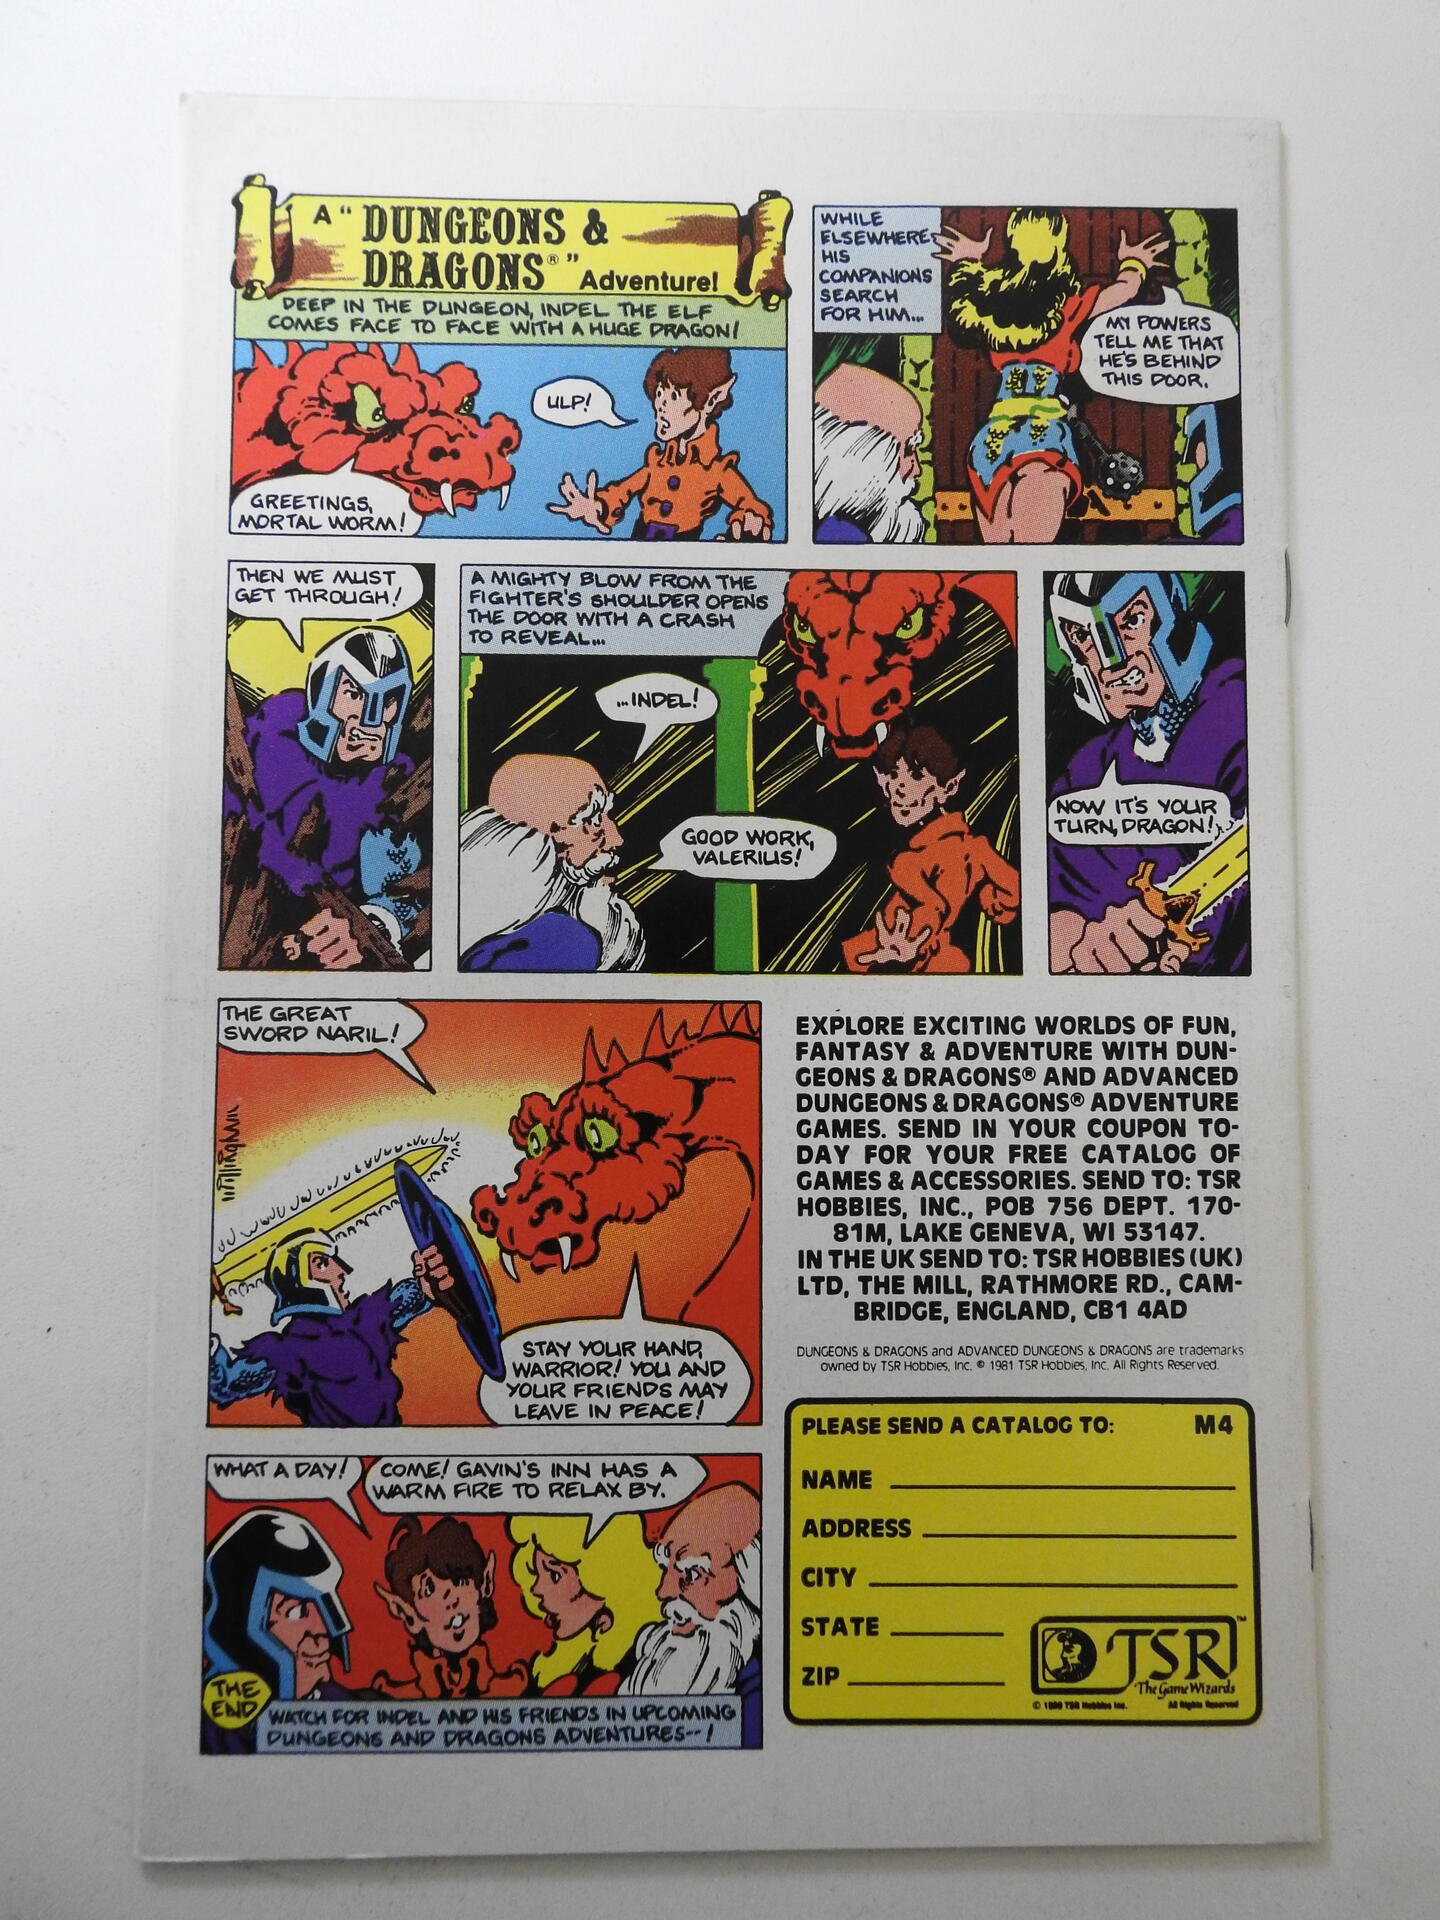 A "DUNGEONS &
DRAGONS®" Adventure!
DEEP IN THE DUNGEON, INDEL THE ELF
COMES FACE TO FACE WITH A HUGE DRAGON!
ULP!
GREETINGS,
MORTAL WORM!
WHILE
ELSEWHERE
HIS
COMPANIONS
SEARCH
FOR HIM...
MY POWERS
TELL ME THAT
HE'S BEHIND
THIS DOOR.
THEN WE MUST
GET THROUGH!
A MIGHTY BLOW FROM THE
FIGHTER'S SHOULDER OPENS
THE DOOR WITH A CRASH
TO REVEAL...
...INDEL!
GOOD WORK,
VALERIUS!
NOW IT'S YOUR
TURN, DRAGON!
THE GREAT
SWORD NARIL!
Willingham
STAY YOUR HAND,
WARRIOR! YOU AND
YOUR FRIENDS MAY
LEAVE IN PEACE!
WHAT A DAY!
COME! GAVIN'S INN HAS A
WARM FIRE TO RELAX BY.
THE
END
WATCH FOR INDEL AND HIS FRIENDS IN UPCOMING
DUNGEONS AND DRAGONS ADVENTURES--!
EXPLORE EXCITING WORLDS OF FUN,
FANTASY & ADVENTURE WITH DUN-
GEONS & DRAGONS® AND ADVANCED
DUNGEONS & DRAGONS® ADVENTURE
GAMES. SEND IN YOUR COUPON TO-
DAY FOR YOUR FREE CATALOG OF
GAMES & ACCESSORIES. SEND TO: TSR
HOBBIES, INC., POB 756 DEPT. 170-
81M, LAKE GENEVA, WI 53147.
IN THE UK SEND TO: TSR HOBBIES (UK)
LTD, THE MILL, RATHMORE RD., CAM-
BRIDGE, ENGLAND, CB1 4AD
DUNGEONS & DRAGONS and ADVANCED DUNGEONS & DRAGONS are trademarks
owned by TSR Hobbies, Inc. © 1981 TSR Hobbies, Inc. All Rights Reserved.
PLEASE SEND A CATALOG TO: M4
NAME
ADDRESS
CITY
STATE
ZIP
TSR™
The Game Wizards
© 1980 TSR Hobbies Inc. All Rights Reserved